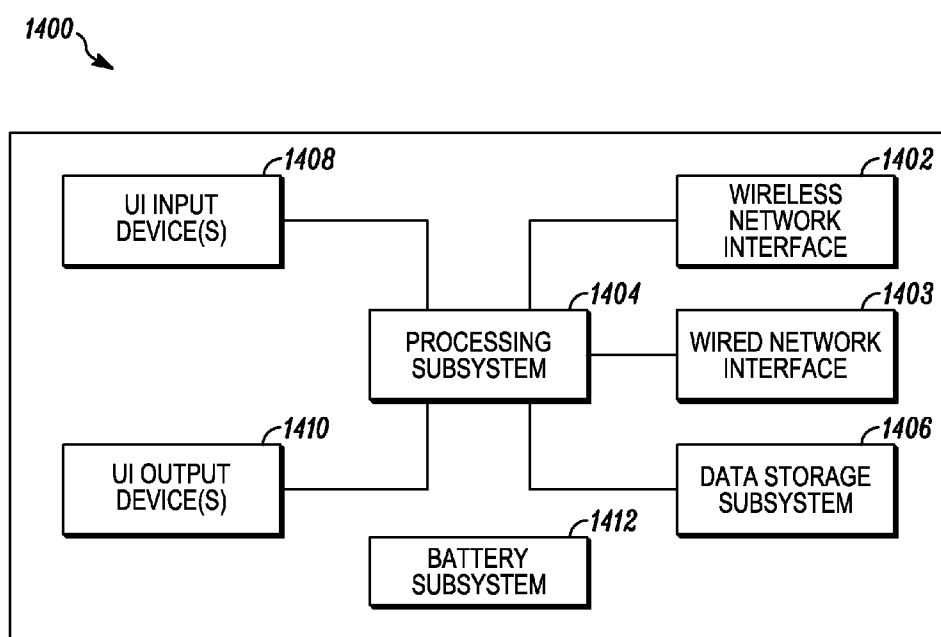 1400
1408
UI INPUT
DEVICE(S)
1402
WIRELESS
NETWORK
INTERFACE
1404
PROCESSING
SUBSYSTEM
1403
WIRED NETWORK
INTERFACE
1410
UI OUTPUT
DEVICE(S)
1406
DATA STORAGE
SUBSYSTEM
1412
BATTERY
SUBSYSTEM